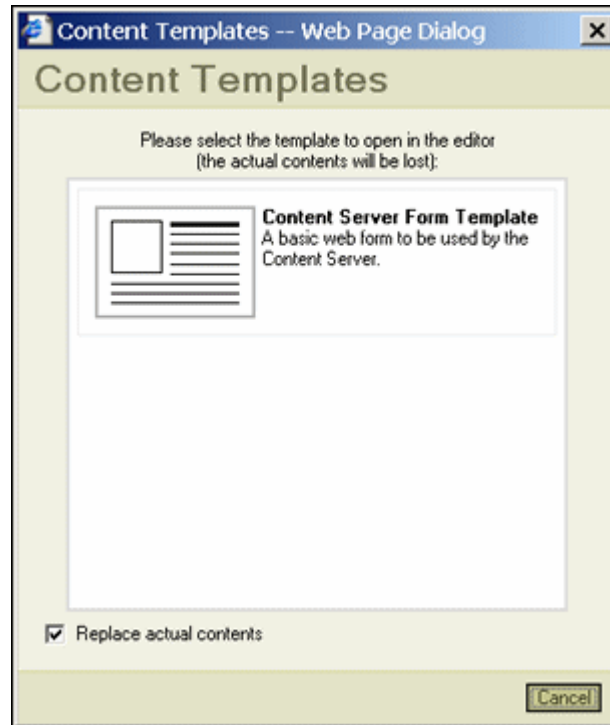 Content Templates -- Web Page Dialog
Content Templates
Please select the template to open in the editor
(the actual contents will be lost):
Content Server Form Template
A basic web form to be used by the
Content Server.
Replace actual contents
Cancel